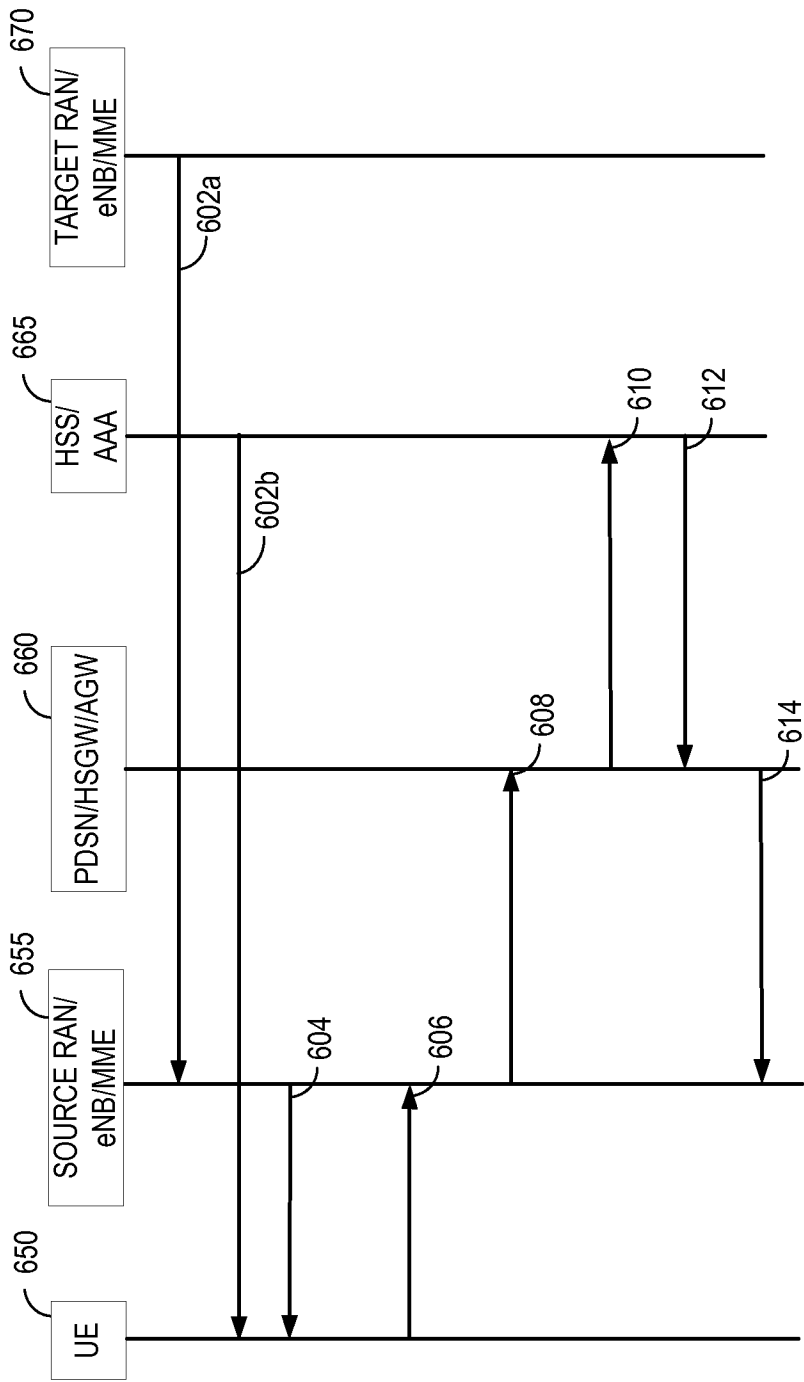 650
UE
655
SOURCE RAN/
eNB/MME
660
PDSN/HSGW/AGW
665
HSS/
AAA
670
TARGET RAN/
eNB/MME
602a
602b
604
606
608
610
612
614